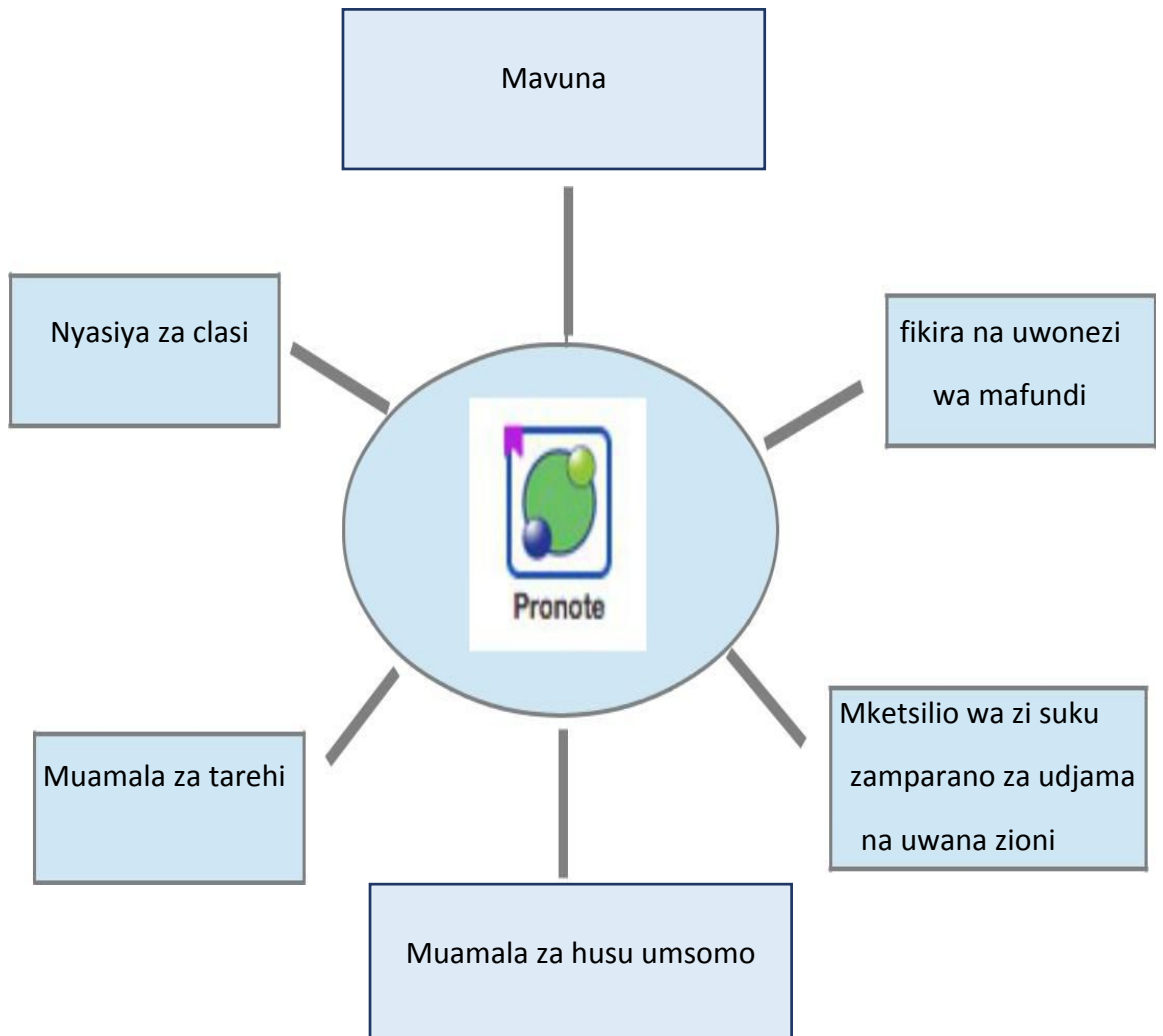 Mavuna
Nyasiya za clasi
fikira na uwonezi
wa mafundi
Pronote
Muamala za tarehi
Mketsilio wa zi suku
zamparano za udjama
na uwana zioni
Muamala za husu umsomo